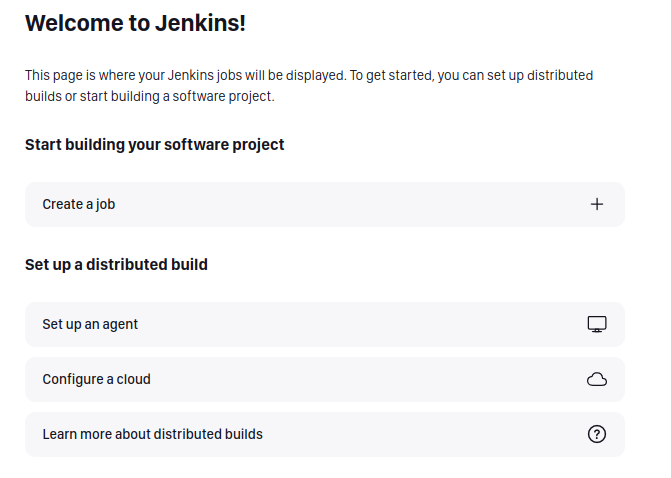 Welcome to Jenkins!
This page is where your Jenkins jobs will be displayed. To get started, you can set up distributed
builds or start building a software project.
Start building your software project
Create a job
Set up a distributed build
Set up an agent
Configure a cloud
Learn more about distributed builds